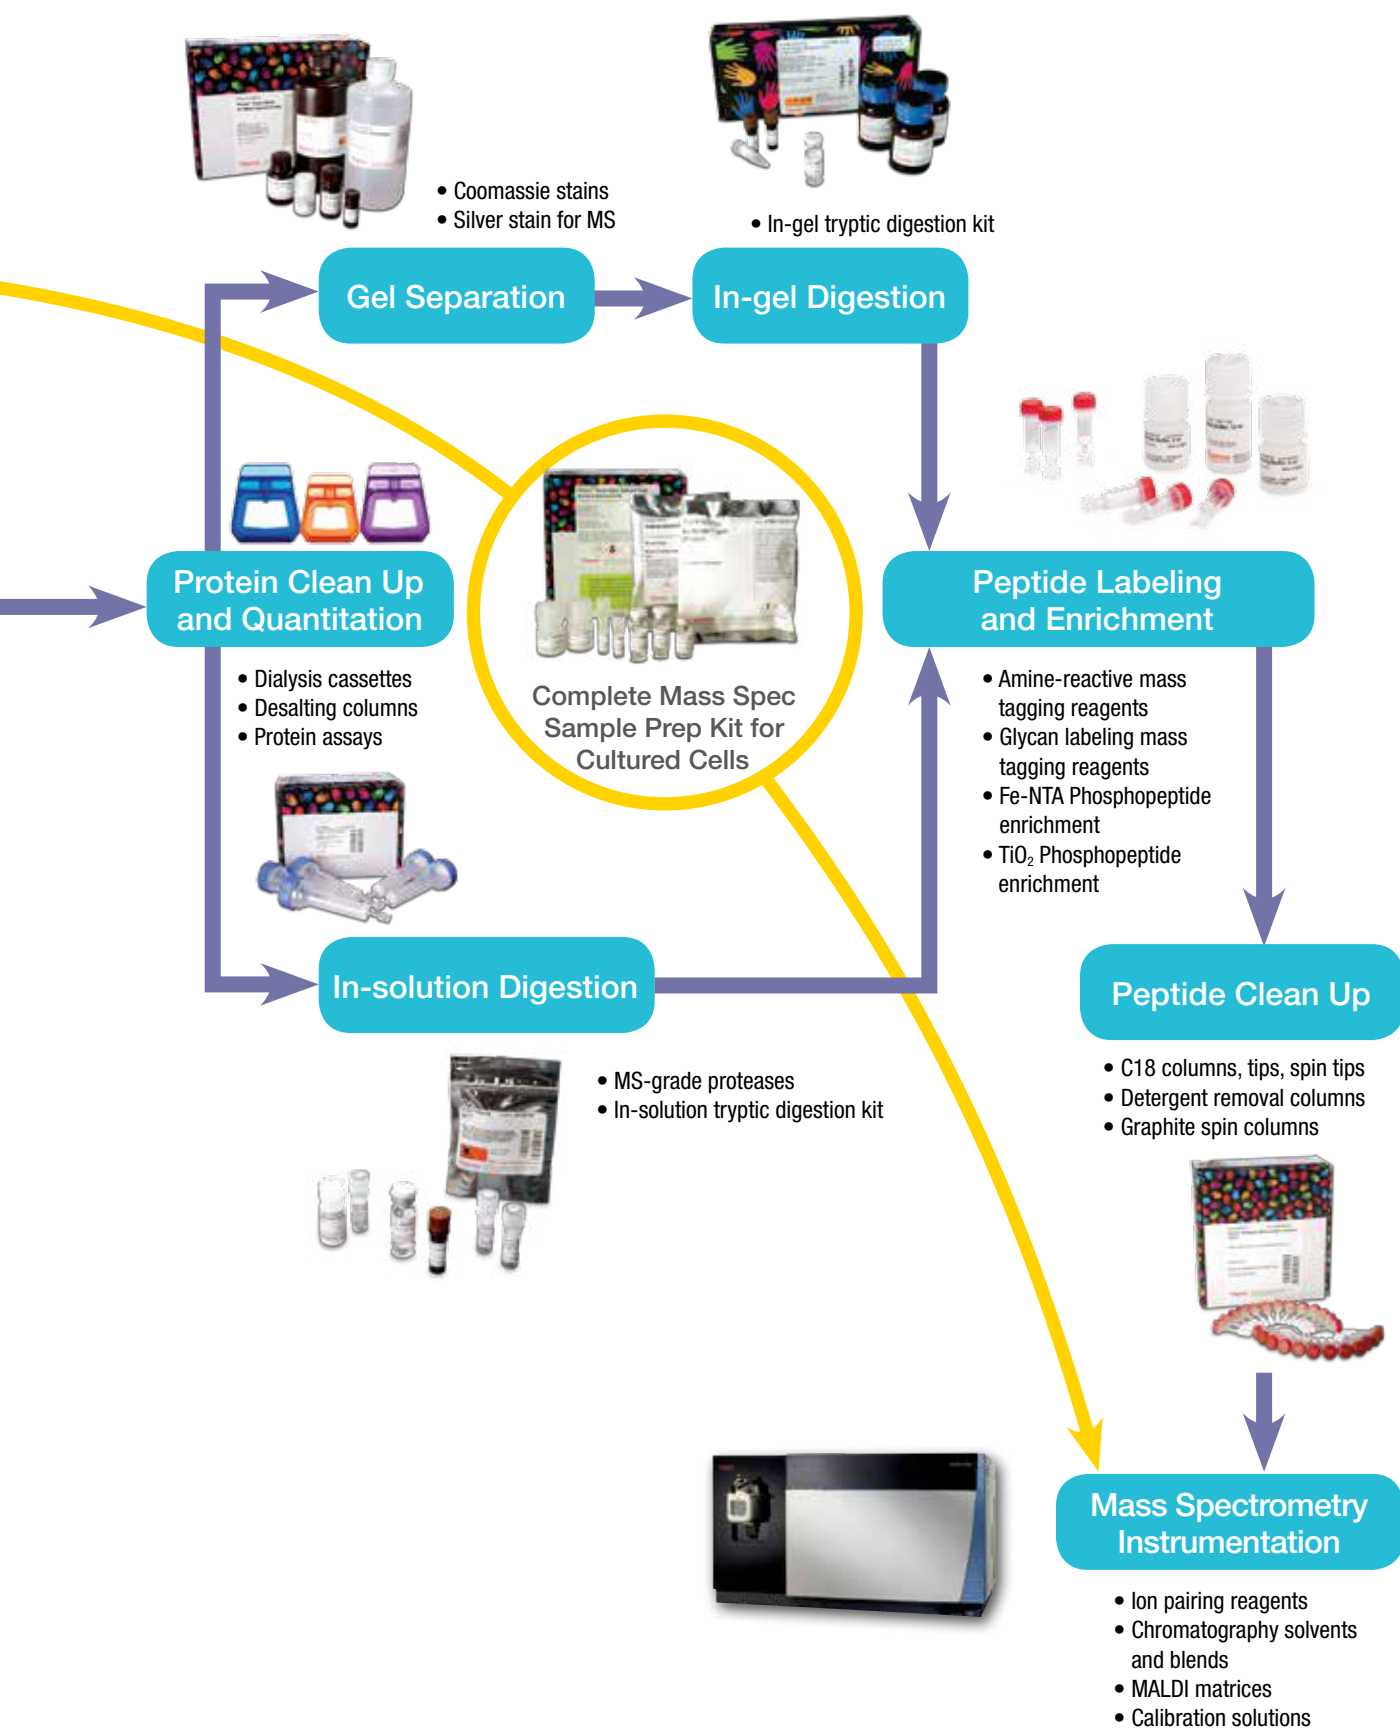 • Coomassie stains
• Silver stain for MS
• In-gel tryptic digestion kit
Gel Separation
In-gel Digestion
Protein Clean Up
and Quantitation
• Dialysis cassettes
• Desalting columns
• Protein assays
Complete Mass Spec
Sample Prep Kit for
Cultured Cells
Peptide Labeling
and Enrichment
• Amine-reactive mass
tagging reagents
• Glycan labeling mass
tagging reagents
• Fe-NTA Phosphopeptide
enrichment
• TiO₂ Phosphopeptide
enrichment
In-solution Digestion
• MS-grade proteases
• In-solution tryptic digestion kit
Peptide Clean Up
• C18 columns, tips, spin tips
• Detergent removal columns
• Graphite spin columns
Mass Spectrometry
Instrumentation
• Ion pairing reagents
• Chromatography solvents
and blends
• MALDI matrices
• Calibration solutions